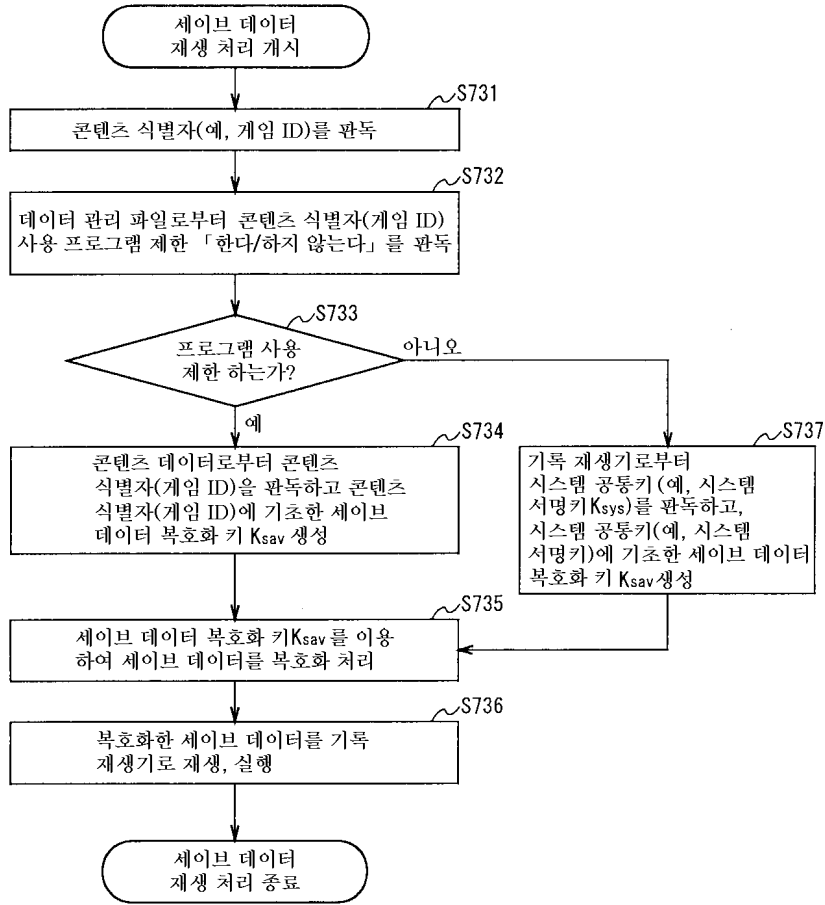 세이브 데이터
재생 처리 개시
S731
콘텐츠 식별자(예, 게임 ID)를 판독
S732
데이터 관리 파일로부터 콘텐츠 식별자(게임 ID)
사용 프로그램 제한 「한다/하지 않는다」를 판독
S733
프로그램 사용
제한 하는가?
아니오
예
S734
콘텐츠 데이터로부터 콘텐츠
식별자(게임 ID)을 판독하고 콘텐츠
식별자(게임 ID)에 기초한 세이브
데이터 복호화 키 Ksav 생성
S737
기록 재생기로부터
시스템 공통키(예, 시스템
서명키Ksys)를 판독하고,
시스템 공통키(예, 시스템
서명키)에 기초한 세이브 데이터
복호화 키 Ksav생성
S735
세이브 데이터 복호화 키Ksav를 이용
하여 세이브 데이터를 복호화 처리
S736
복호화한 세이브 데이터를 기록
재생기로 재생, 실행
세이브 데이터
재생 처리 종료